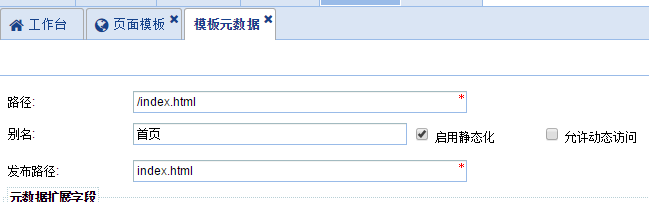 工作台 页面模板 模板元数据
路径: /index.html *
别名: 首页 启用静态化 允许动态访问
发布路径: index.html *
元数据扩展字段